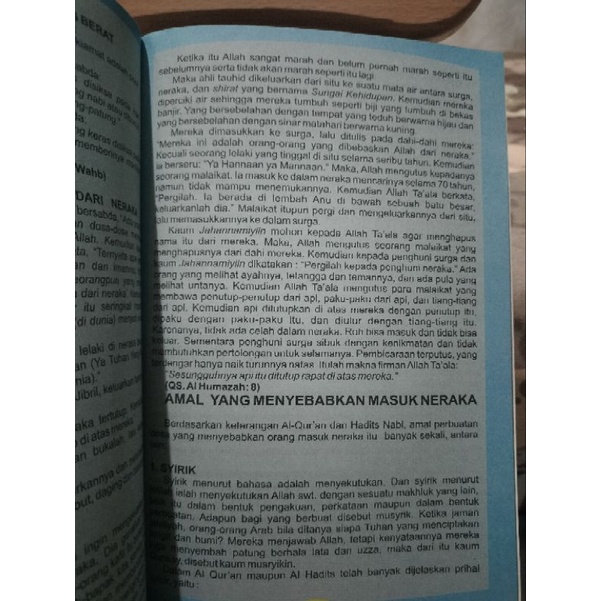 BERAT
Wahb)
DARI NERAKA
Ketika itu Allah sangat marah dan belum pernah marah seperti itu
sebelumnya serta tidak akan marah seperti itu lagi.
Maka ahli tauhid dikeluarkan dari situ ke suatu mata air antara surga,
neraka, dan shirat yang bernama Sungai Kehidupan. Kemudian mereka
diperciki air sehingga mereka tumbuh seperti biji yang tumbuh di bekas
banjir. Yang bersebelahan dengan tempat yang teduh berwarna hijau dan
yang bersebelahan dengan sinar matahari berwarna kuning.
Mereka dimasukkan ke surga, lalu ditulis pada dahi-dahi mereka:
"Mereka ini adalah orang-orang yang dibebaskan Allah dari neraka."
Kecuali seorang lelaki yang tinggal di situ selama seribu tahun. Kemudian
ia berseru: "Ya Hannaan ya Mannaan." Maka, Allah mengutus kepadanya
seorang malaikat. Ia masuk ke dalam neraka mencarinya selama 70 tahun,
namun tidak mampu menemukannya. Kemudian Allah Ta'ala berkata,
"Pergilah. Ia berada di lembah Anu di bawah sebuah batu besar,
keluarkanlah dia." Malaikat itupun pergi dan mengeluarkannya dari situ,
lalu memasukkannya ke dalam surga.
Kaum Jahannamiyiin mohon kepada Allah Ta'ala agar menghapus
nama itu dari mereka. Maka, Allah mengutus seorang malaikat yang
menghapusnya dari dahi mereka. Kemudian kepada penghuni surga dan
kaum Jahannamiyiin dikatakan : "Pergilah kepada penghuni neraka." Ada
orang yang melihat ayahnya, tetangga dan temannya, dan ada pula yang
melihat untanya. Kemudian Allah Ta'ala mengutus para malaikat yang
membawa penutup-penutup dari api, paku-paku dari api, dan tiang-tiang
dari api. Kemudian api ditutupkan di atas mereka dengan penutup itu,
dipaku dengan paku-paku itu, dan diulur dengan tiang-tiang itu.
Karenanya, tidak ada celah dalam neraka. Roh bisa masuk dan tidak bisa
keluar. Sementara penghuni surga sibuk dengan kenikmatan dan tidak
membutuhkan pertolongan untuk selamanya. Pembicaraan terputus, yang
terdengar hanya naik turunnya nafas. Itulah makna firman Allah Ta'ala:
"Sesungguhnya api itu ditutup rapat di atas mereka."
(QS. Al Humazah: 8)
AMAL YANG MENYEBABKAN MASUK NERAKA
Berdasarkan keterangan Al-Qur'an dan Hadits Nabi, amal perbuatan
dosa yang menyebabkan orang masuk neraka itu banyak sekali, antara
1. SYIRIK
Syirik menurut bahasa adalah menyekutukan. Dan syirik menurut
ialah menyekutukan Allah swt. dengan sesuatu makhluk yang lain,
itu dalam bentuk pengakuan, perkataan maupun dalam bentuk
perbuatan. Adapun bagi yang berbuat disebut musyrik. Ketika jaman
orang-orang Arab bila ditanya siapa Tuhan yang menciptakan
bumi? Mereka menjawab Allah, tetapi kenyataannya mereka
menyembah patung berhala lata dan uzza, maka dari itu kaum
disebut kaum musryikin.
Al Qur'an maupun Al Hadits telah banyak dijelaskan prihal
yaitu :